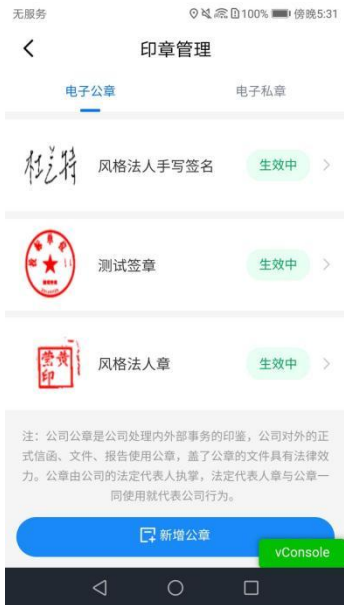 无服务 100% 傍晚5:31
印章管理
电子公章 电子私章
风格法人手写签名 生效中
测试签章 生效中
黄
莹
印
风格法人章 生效中
注：公司公章是公司处理内外部事务的印鉴，公司对外的正
式信函、文件、报告使用公章，盖了公章的文件具有法律效
力。公章由公司的法定代表人执掌，法定代表人章与公章一
同使用就代表公司行为。
新增公章
vConsole